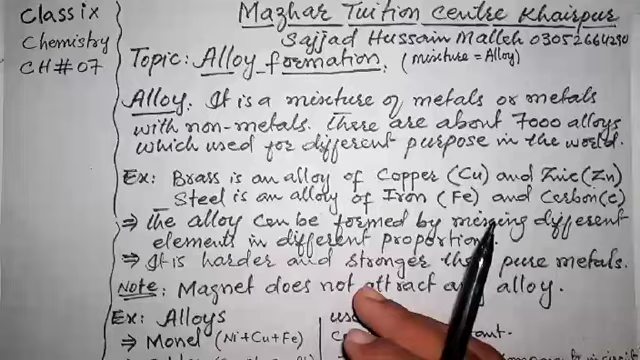 Class ix
Chemistry
CH # 07
Mazhar Tuition Centre Khairpur
Sajjad Hussain Malleh 03052664290
Topic: Alloy formation. (mixture = Alloy)
Alloy. It is a mixture of metals or metals
with non-metals. There are about 7000 alloys
which used for different purpose in the world.
Ex: Brass is an alloy of Copper (Cu) and Zinc (Zn)
Steel is an alloy of Iron (Fe) and Carbon (c)
⇒ The alloy can be formed by mixing different
elements in different proportion.
⇒ It is harder and stronger than pure metals.
Note: Magnet does not attract any alloy.
Ex: Alloys
⇒ Monel (Ni+Cu+Fe)